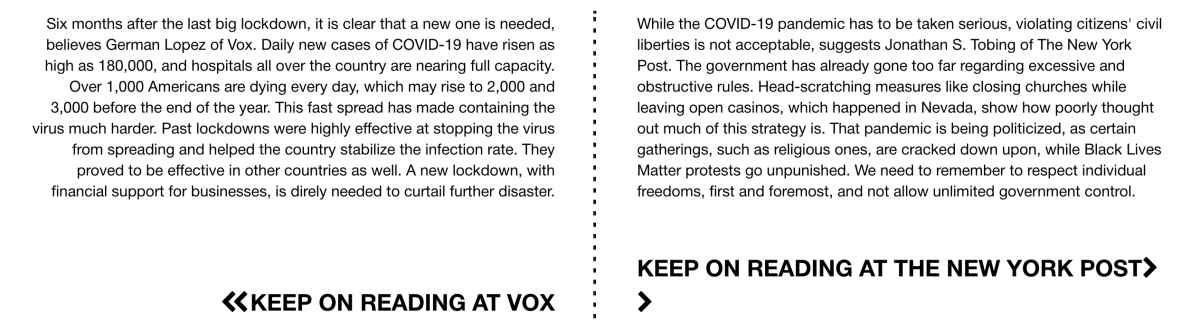 Six months after the last big lockdown, it is clear that a new one is needed,
believes German Lopez of Vox. Daily new cases of COVID-19 have risen as
high as 180,000, and hospitals all over the country are nearing full capacity.
Over 1,000 Americans are dying every day, which may rise to 2,000 and
3,000 before the end of the year. This fast spread has made containing the
virus much harder. Past lockdowns were highly effective at stopping the virus
from spreading and helped the country stabilize the infection rate. They
proved to be effective in other countries as well. A new lockdown, with
financial support for businesses, is direly needed to curtail further disaster.
«KEEP ON READING AT VOX
While the COVID-19 pandemic has to be taken serious, violating citizens' civil
liberties is not acceptable, suggests Jonathan S. Tobing of The New York
Post. The government has already gone too far regarding excessive and
obstructive rules. Head-scratching measures like closing churches while
leaving open casinos, which happened in Nevada, show how poorly thought
out much of this strategy is. That pandemic is being politicized, as certain
gatherings, such as religious ones, are cracked down upon, while Black Lives
Matter protests go unpunished. We need to remember to respect individual
freedoms, first and foremost, and not allow unlimited government control.
KEEP ON READING AT THE NEW YORK POST›
›